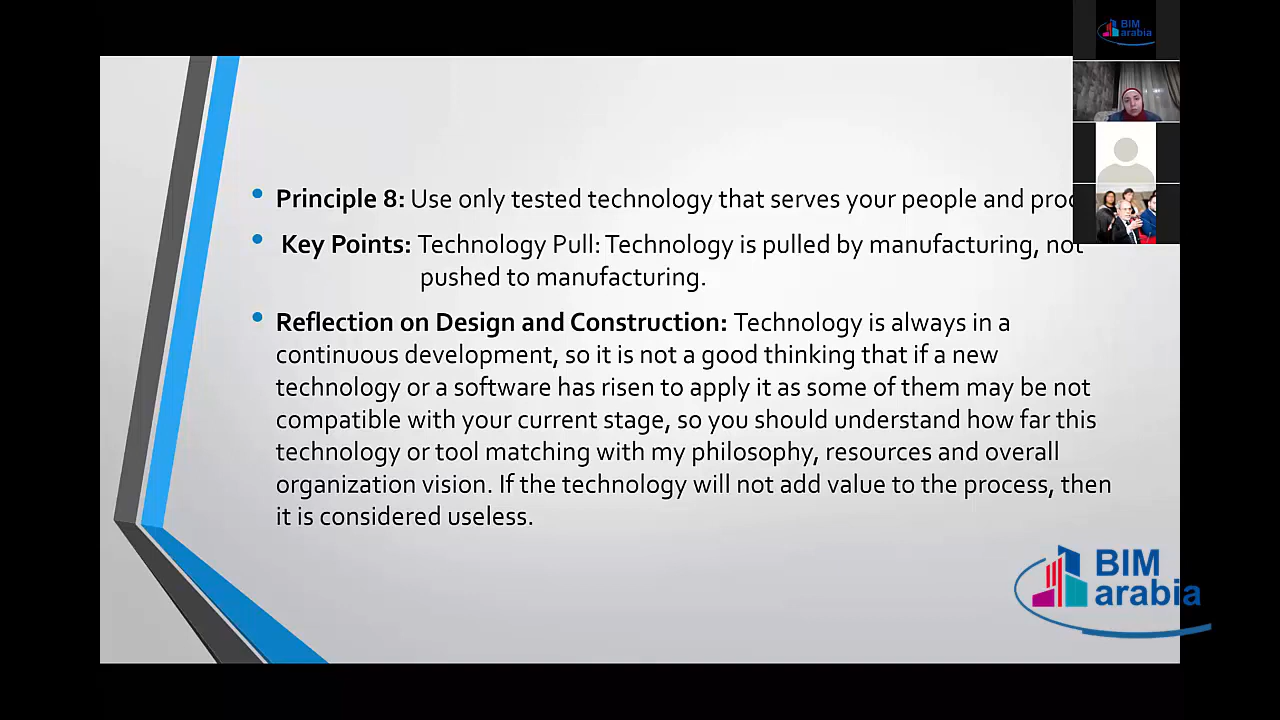 BIM
arabia
Principle 8: Use only tested technology that serves your people and
Key Points: Technology Pull: Technology is pulled by manufacturing, not
pushed to manufacturing.
Reflection on Design and Construction: Technology is always in a
continuous development, so it is not a good thinking that if a new
technology or a software has risen to apply it as some of them may be not
compatible with your current stage, so you should understand how far this
technology or tool matching with my philosophy, resources and overall
organization vision. If the technology will not add value to the process, then
it is considered useless.
BIM
arabia